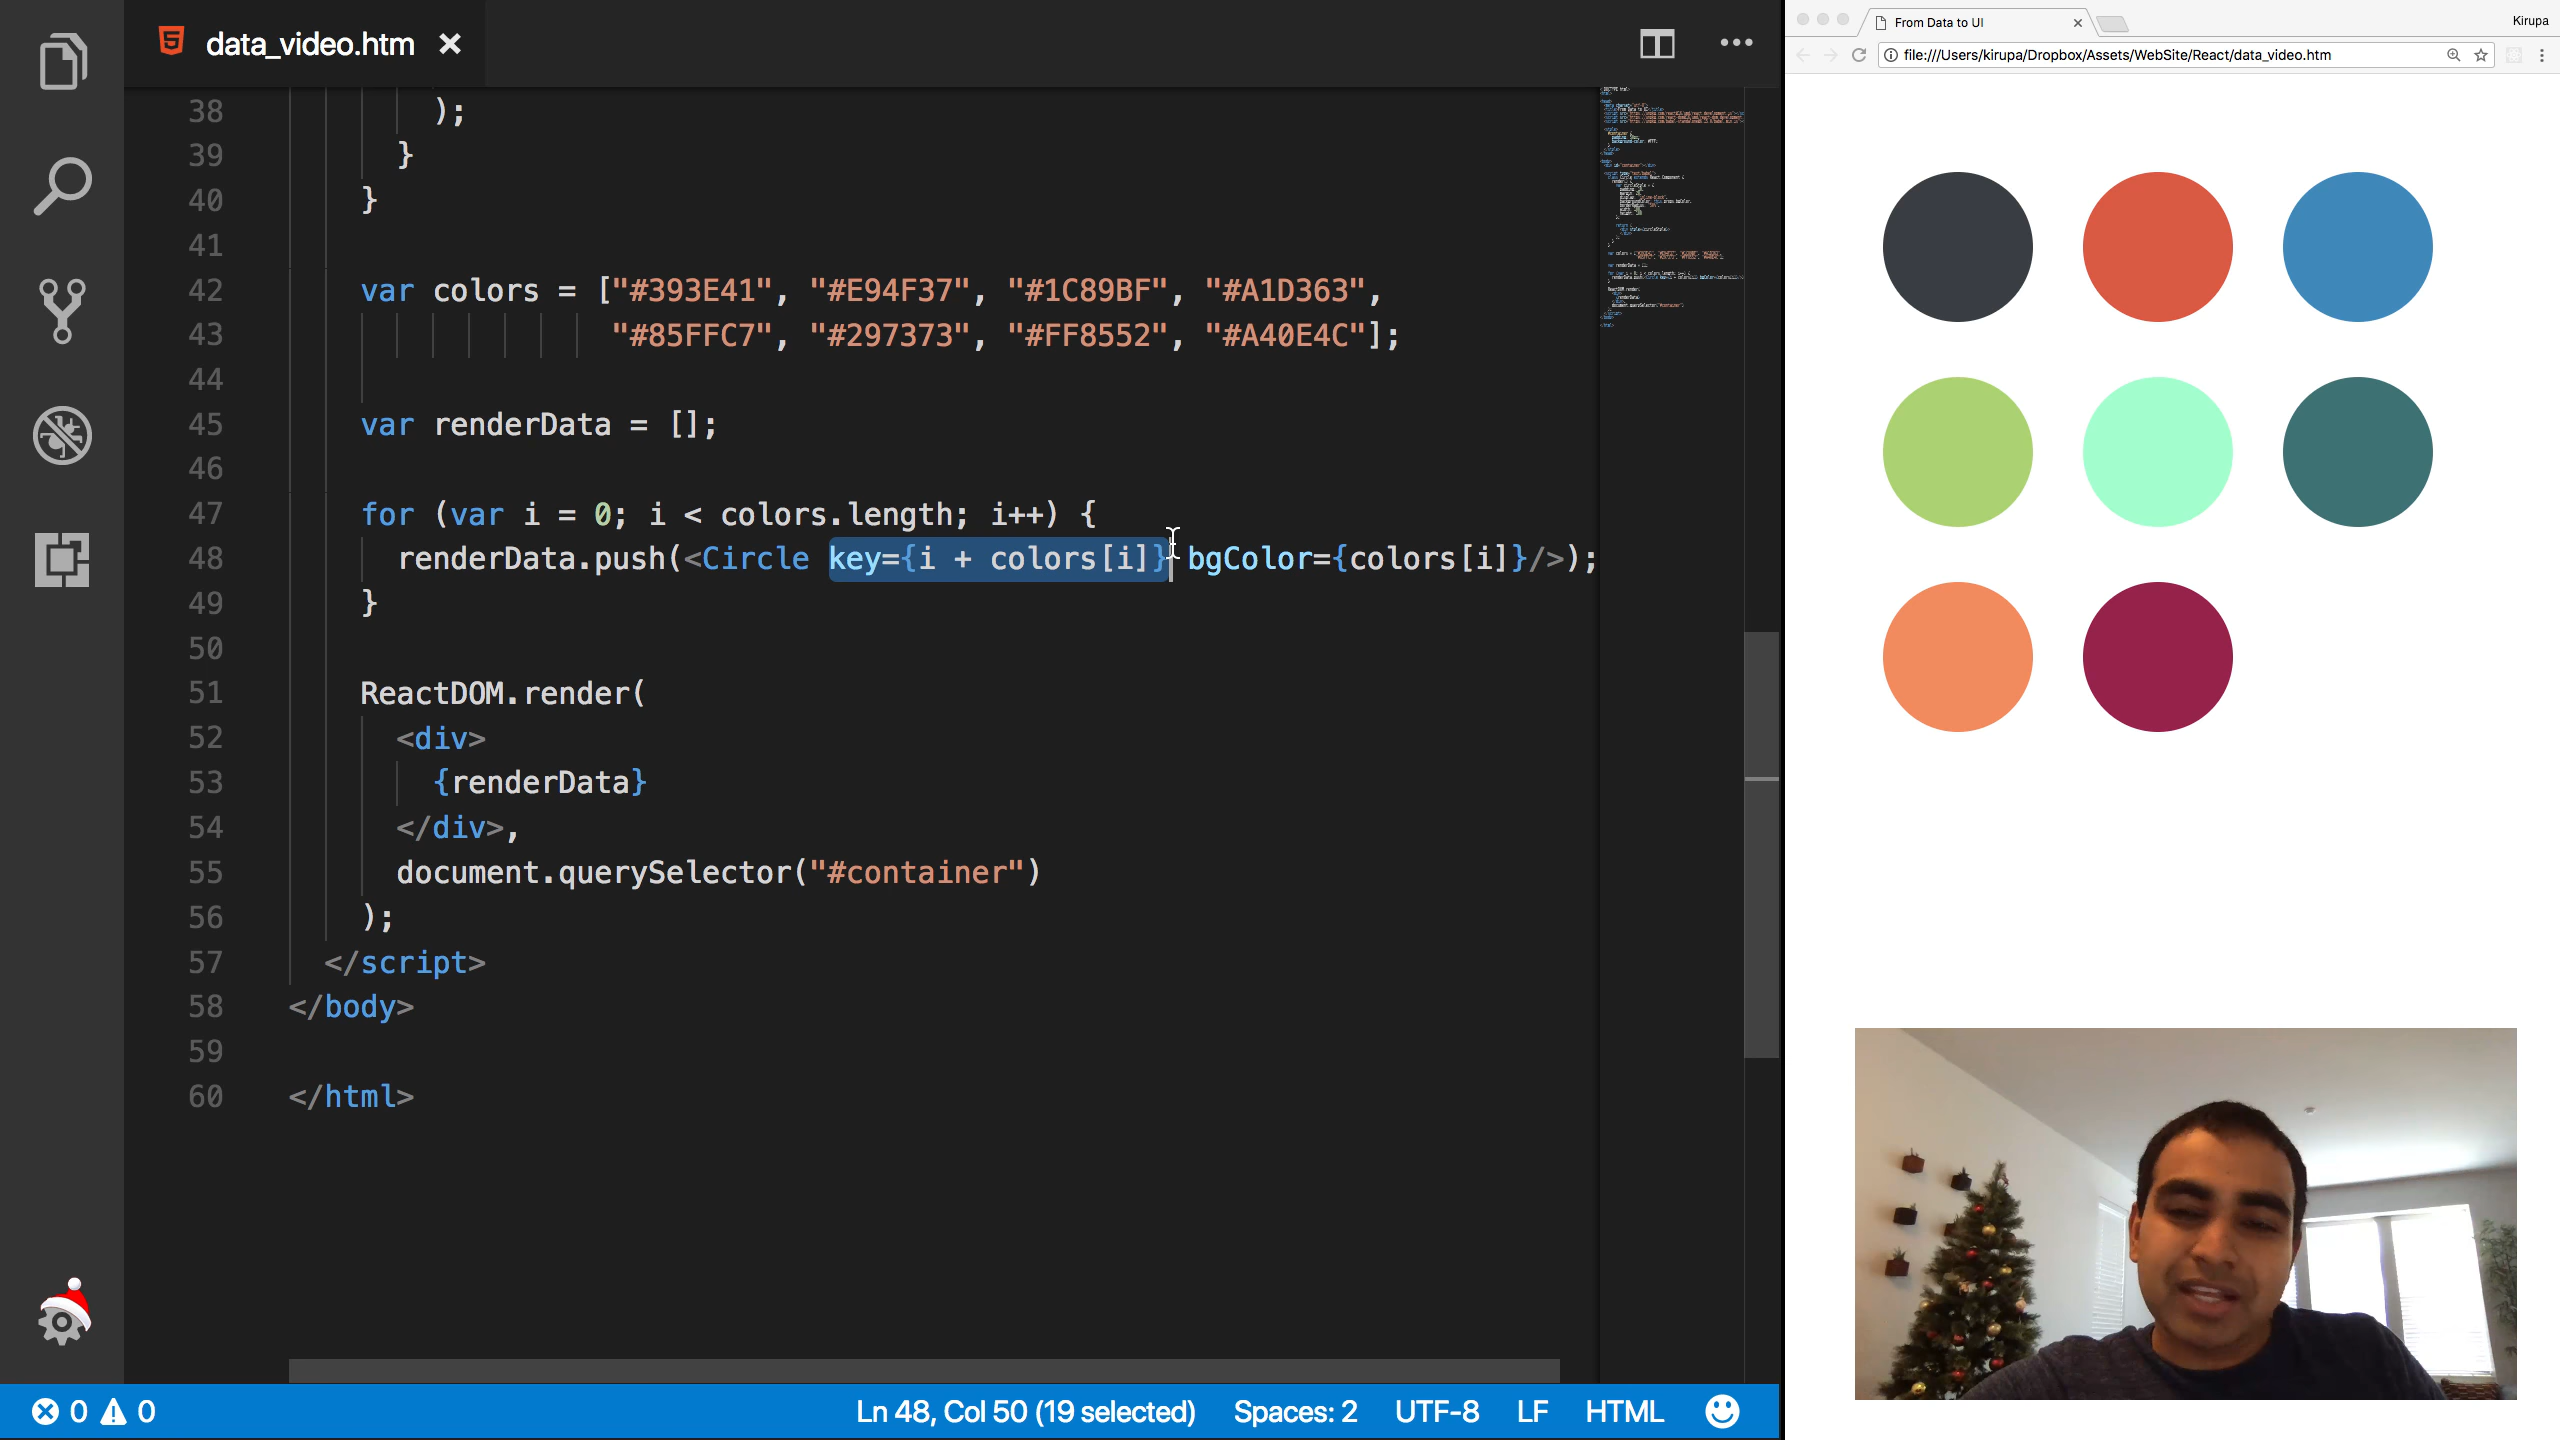 data_video.htm
38 );
39 }
40 }
41
42 var colors = ["#393E41", "#E94F37", "#1C89BF", "#A1D363",
43 "#85FFC7", "#297373", "#FF8552", "#A40E4C"];
44
45 var renderData = [];
46
47 for (var i = 0; i < colors.length; i++) {
48 renderData.push(<Circle key={i + colors[i]} bgColor={colors[i]}/>);
49 }
50
51 ReactDOM.render(
52 <div>
53 {renderData}
54 </div>,
55 document.querySelector("#container")
56 );
57 </script>
58 </body>
59
60 </html>
0 0 Ln 48, Col 50 (19 selected) Spaces: 2 UTF-8 LF HTML
From Data to UI Kirupa
file:///Users/kirupa/Dropbox/Assets/WebSite/React/data_video.htm